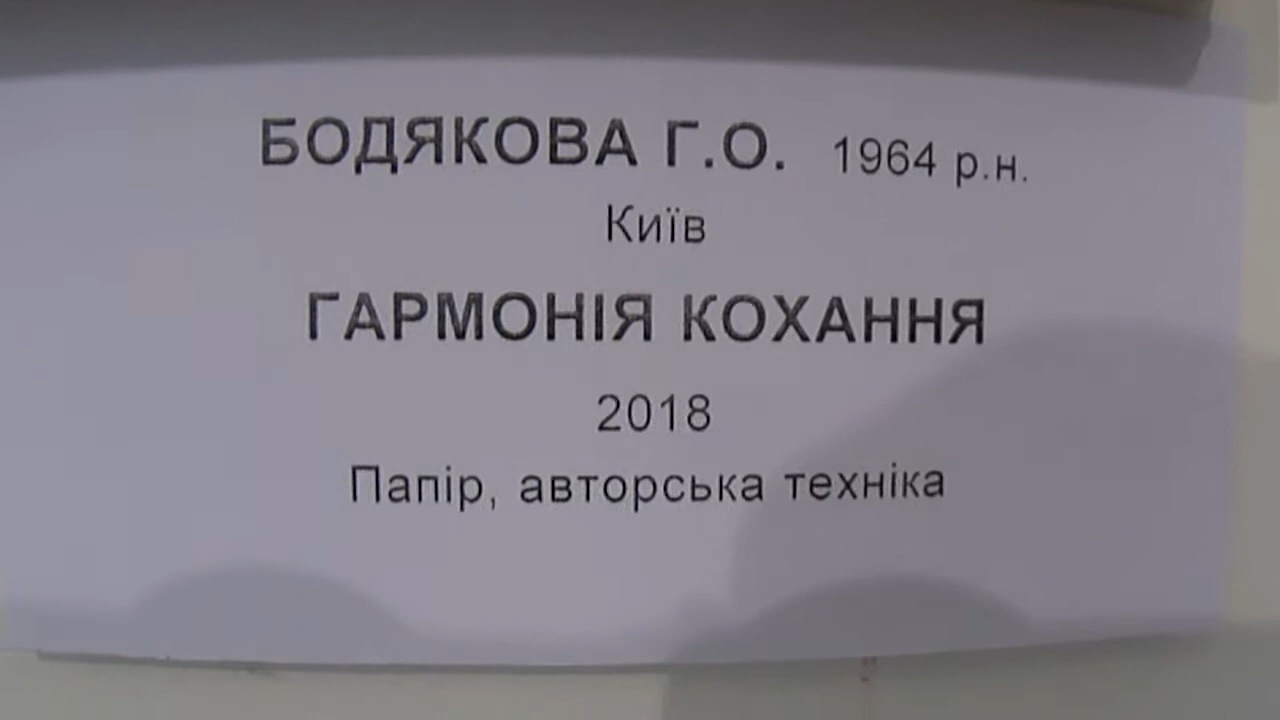 БОДЯКОВА Г.О. 1964 р.н.
Київ
ГАРМОНІЯ КОХАННЯ
2018
Папір, авторська техніка